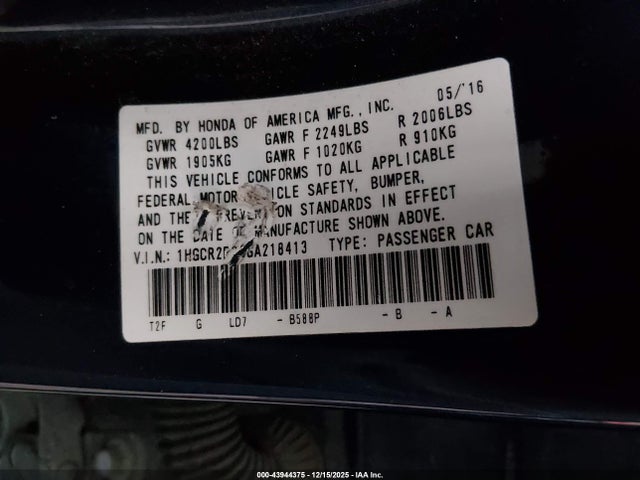 05/'16
MFD. BY HONDA OF AMERICA MFG., INC.
GVWR 4200LBS GAWR F 2249LBS R 2006LBS
GVWR 1905KG GAWR F 1020KG R 910KG
THIS VEHICLE CONFORMS TO ALL APPLICABLE
FEDERAL MOTOR SAFETY, BUMPER,
AND THE STANDARDS IN EFFECT
ON THE DATE OF MANUFACTURE SHOWN ABOVE.
V.I.N.: TYPE: PASSENGER CAR
T2F G LD7 - B588P - B - A
000-43944375 - 12/15/2025 - IAA Inc.